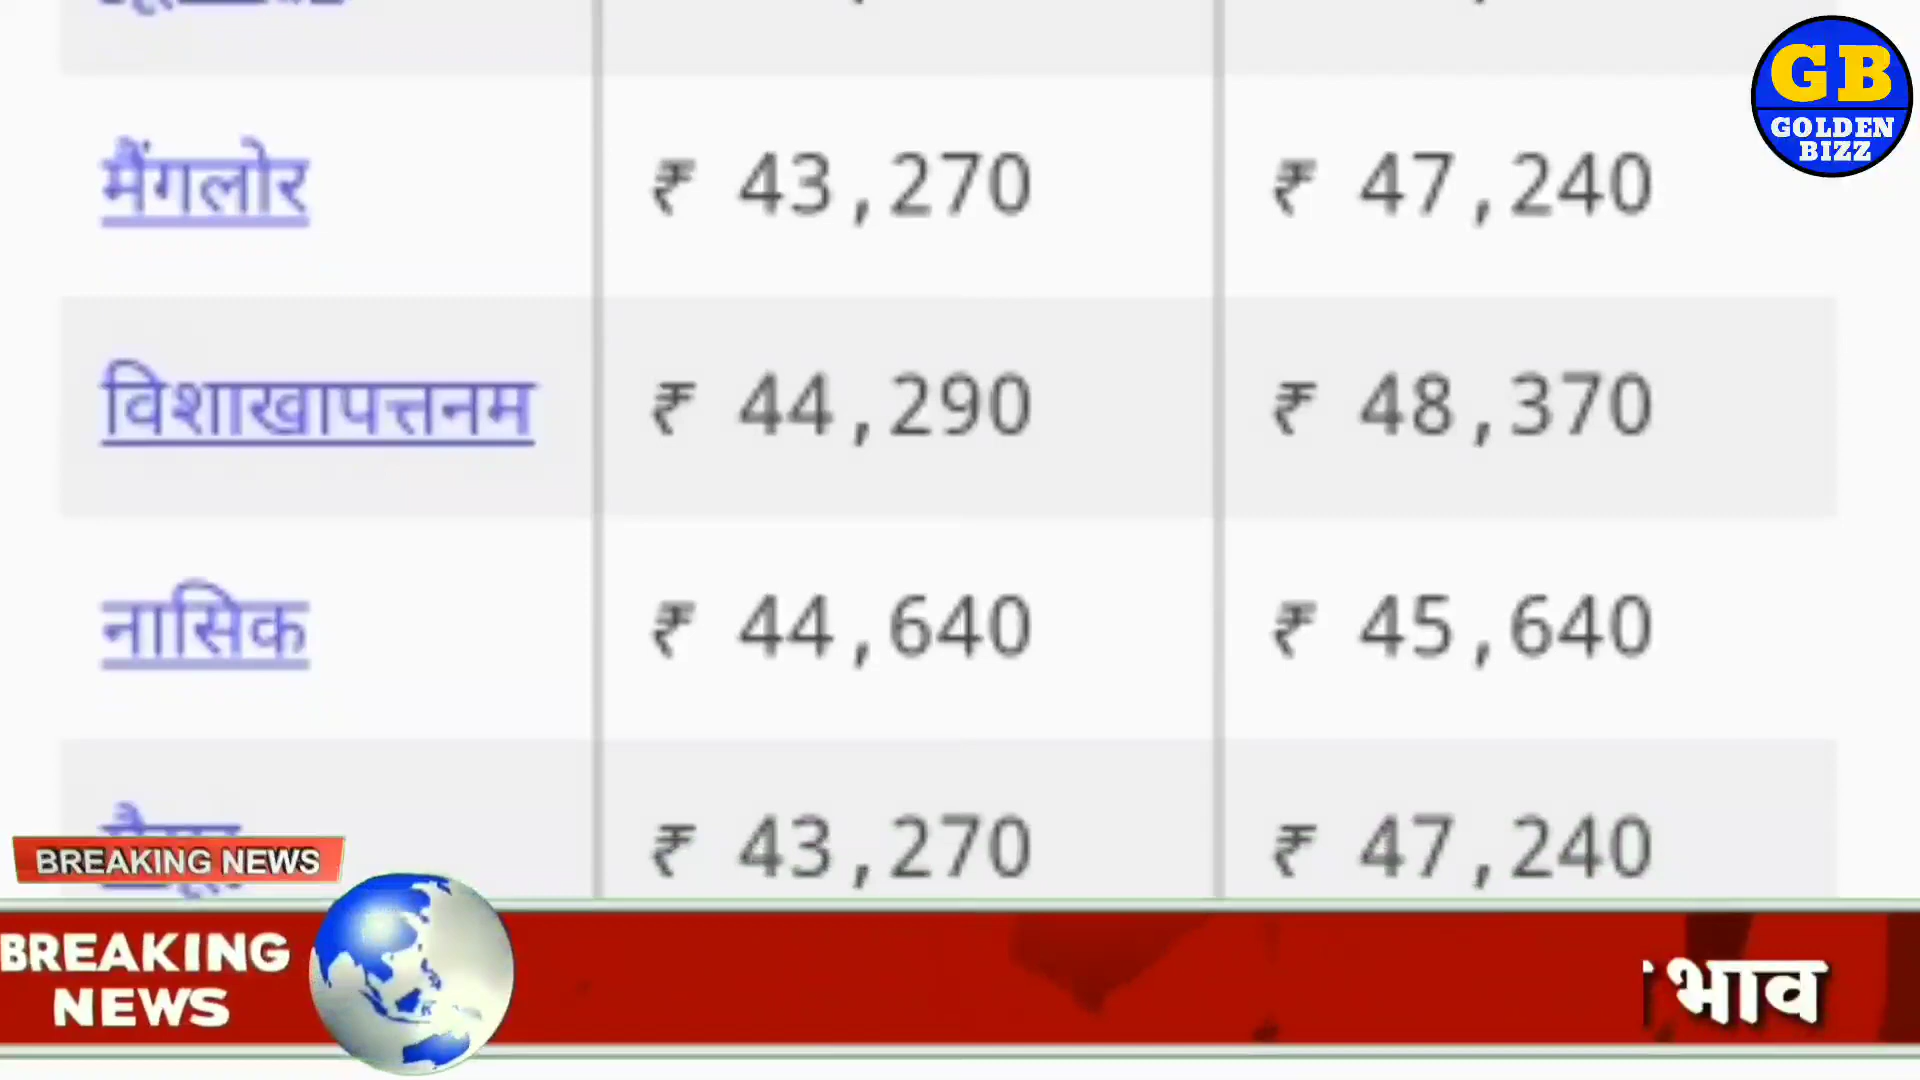 GB
GOLDEN
BIZZ
मैंगलोर ₹ 43,270 ₹ 47,240
विशाखापत्तनम ₹ 44,290 ₹ 48,370
नासिक ₹ 44,640 ₹ 45,640
₹ 43,270 ₹ 47,240
BREAKING NEWS
BREAKING
NEWS
भाव